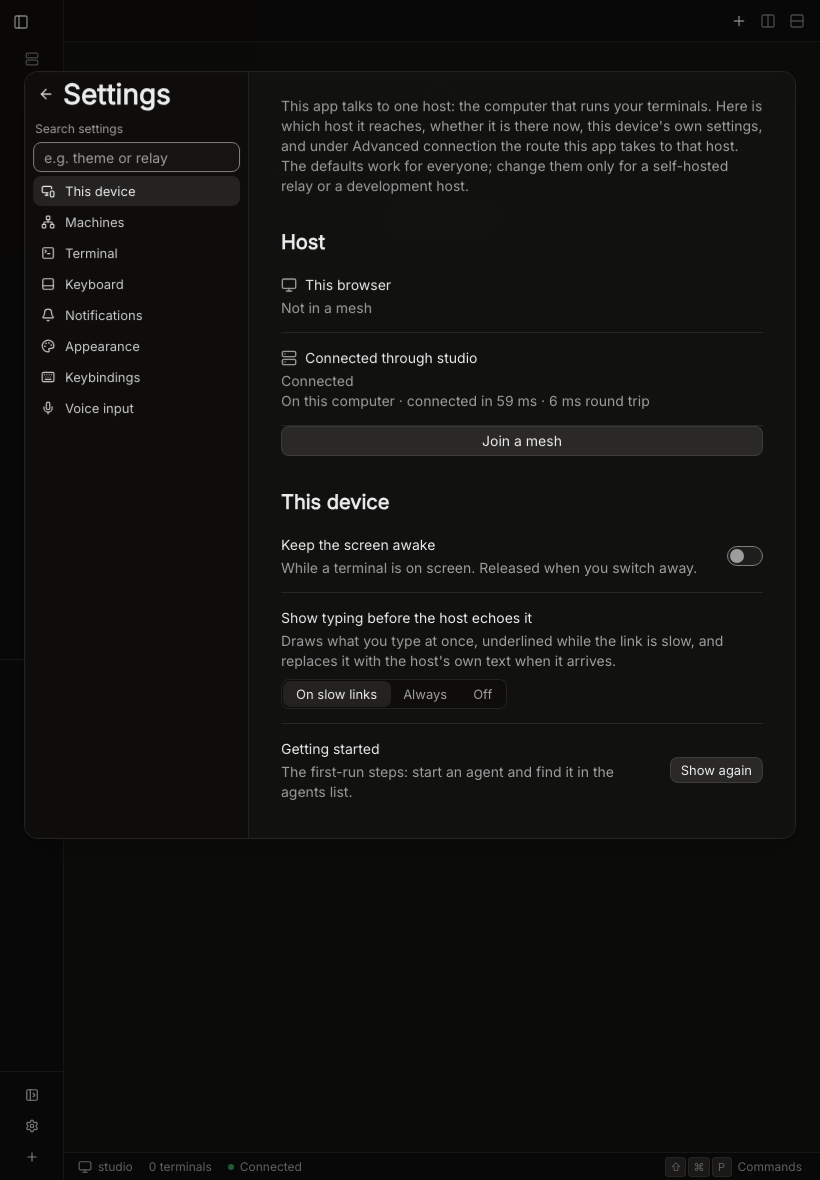 Settings
Search settings
e.g. theme or relay
This device
Machines
Terminal
Keyboard
Notifications
Appearance
Keybindings
Voice input
This app talks to one host: the computer that runs your terminals. Here is
which host it reaches, whether it is there now, this device's own settings,
and under Advanced connection the route this app takes to that host.
The defaults work for everyone; change them only for a self-hosted
relay or a development host.
Host
This browser
Not in a mesh
Connected through studio
Connected
On this computer · connected in 59 ms · 6 ms round trip
Join a mesh
This device
Keep the screen awake
While a terminal is on screen. Released when you switch away.
Show typing before the host echoes it
Draws what you type at once, underlined while the link is slow, and
replaces it with the host's own text when it arrives.
On slow links Always Off
Getting started
The first-run steps: start an agent and find it in the
agents list.
Show again
studio 0 terminals Connected ⇧ ⌘ P Commands